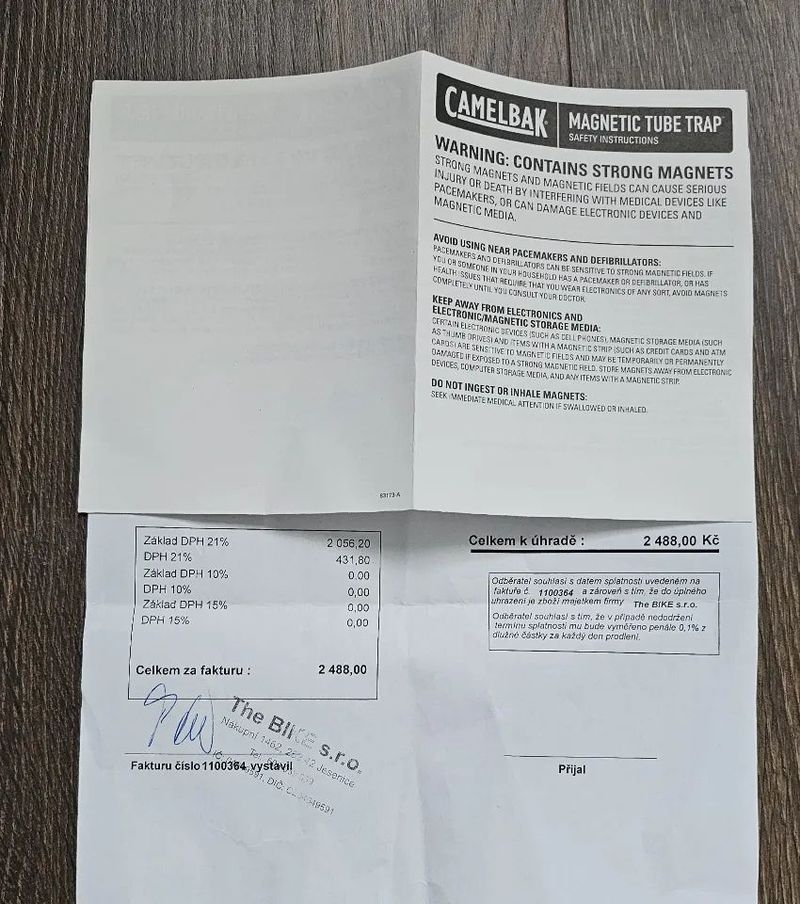 CAMELBAK
MAGNETIC TUBE TRAP
SAFETY INSTRUCTIONS
WARNING: CONTAINS STRONG MAGNETS
STRONG MAGNETS AND MAGNETIC FIELDS CAN CAUSE SERIOUS
INJURY OR DEATH BY INTERFERING WITH MEDICAL DEVICES LIKE
PACEMAKERS, OR CAN DAMAGE ELECTRONIC DEVICES AND
MAGNETIC MEDIA.
AVOID USING NEAR PACEMAKERS AND DEFIBRILLATORS:
PACEMAKERS AND DEFIBRILLATORS CAN BE SENSITIVE TO STRONG MAGNETIC FIELDS. IF
YOU OR SOMEONE IN YOUR HOUSEHOLD HAS A PACEMAKER OR DEFIBRILLATOR, OR HAS
HEALTH ISSUES THAT REQUIRE THAT YOU WEAR ELECTRONICS OF ANY SORT, AVOID MAGNETS
COMPLETELY UNTIL YOU CONSULT YOUR DOCTOR.
KEEP AWAY FROM ELECTRONICS AND
ELECTRONIC/MAGNETIC STORAGE MEDIA:
CERTAIN ELECTRONIC DEVICES (SUCH AS CELL PHONES), MAGNETIC STORAGE MEDIA (SUCH
AS THUMB DRIVES) AND ITEMS WITH A MAGNETIC STRIP (SUCH AS CREDIT CARDS AND ATM
CARDS) ARE SENSITIVE TO MAGNETIC FIELDS AND MAY BE TEMPORARILY OR PERMANENTLY
DAMAGED IF EXPOSED TO A STRONG MAGNETIC FIELD. STORE MAGNETS AWAY FROM ELECTRONIC
DEVICES, COMPUTER STORAGE MEDIA, AND ANY ITEMS WITH A MAGNETIC STRIP.
DO NOT INGEST OR INHALE MAGNETS:
SEEK IMMEDIATE MEDICAL ATTENTION IF SWALLOWED OR INHALED.
83173-A
Základ DPH 21% 2 056,20
DPH 21% 431,80
Základ DPH 10% 0,00
DPH 10% 0,00
Základ DPH 15% 0,00
DPH 15% 0,00
Celkem za fakturu : 2 488,00
Celkem k úhradě : 2 488,00 Kč
Odběratel souhlasí s datem splatnosti uvedeném na
faktuře č. 1100364 a zároveň s tím, že do úplného
uhrazení je zboží majetkem firmy The BIKE s.r.o.
Odběratel souhlasí s tím, že v případě nedodržení
termínu splatnosti mu bude vyměřeno penále 0,1% z
dlužné částky za každý den prodlení.
The BIKE s.r.o.
Nákupní 1462, Jesenice
Tel.
DIČ:
Fakturu číslo 1100364 vystavil
Přijal